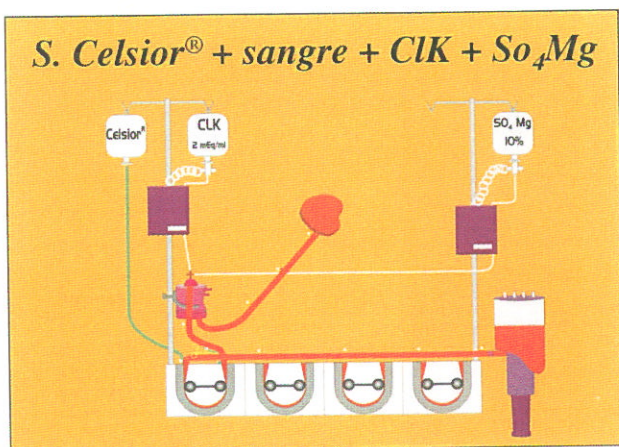 S. Celsior® + sangre + ClK + So₄Mg
Celsior®
CLK
2 mEq/ml
SO₄ Mg
10%